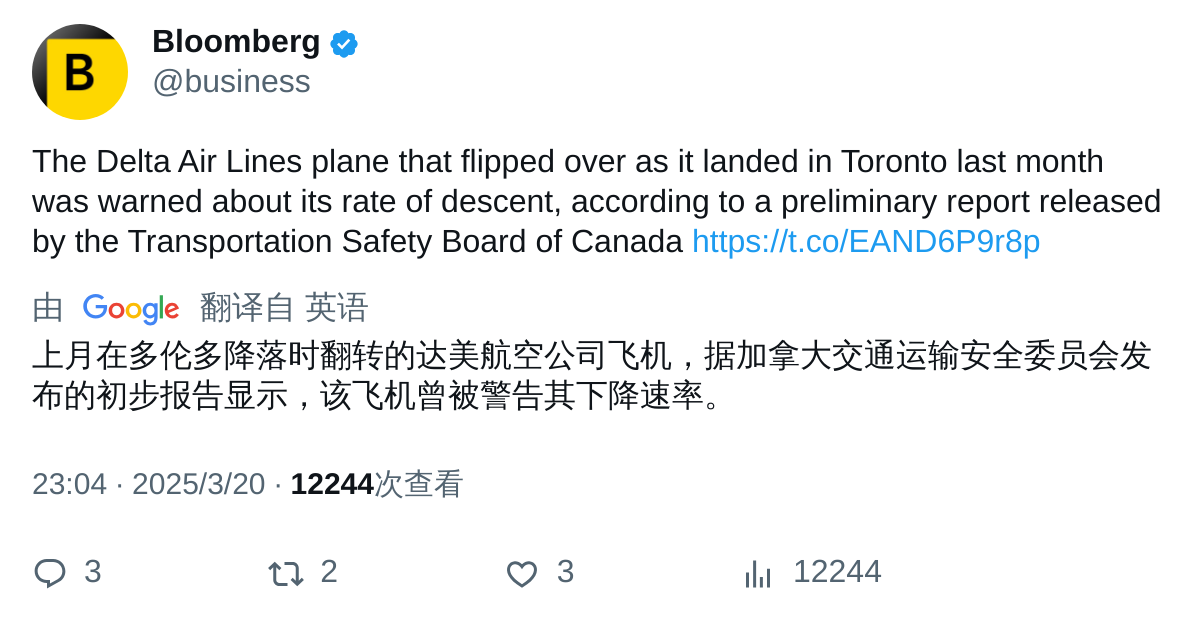 B
Bloomberg
@business
The Delta Air Lines plane that flipped over as it landed in Toronto last month
was warned about its rate of descent, according to a preliminary report released
by the Transportation Safety Board of Canada https://t.co/EAND6P9r8p
由 Google 翻译自 英语
上月在多伦多降落时翻转的达美航空公司飞机，据加拿大交通运输安全委员会发
布的初步报告显示，该飞机曾被警告其下降速率。
23:04 · 2025/3/20 · 12244次查看
3 2 3 12244